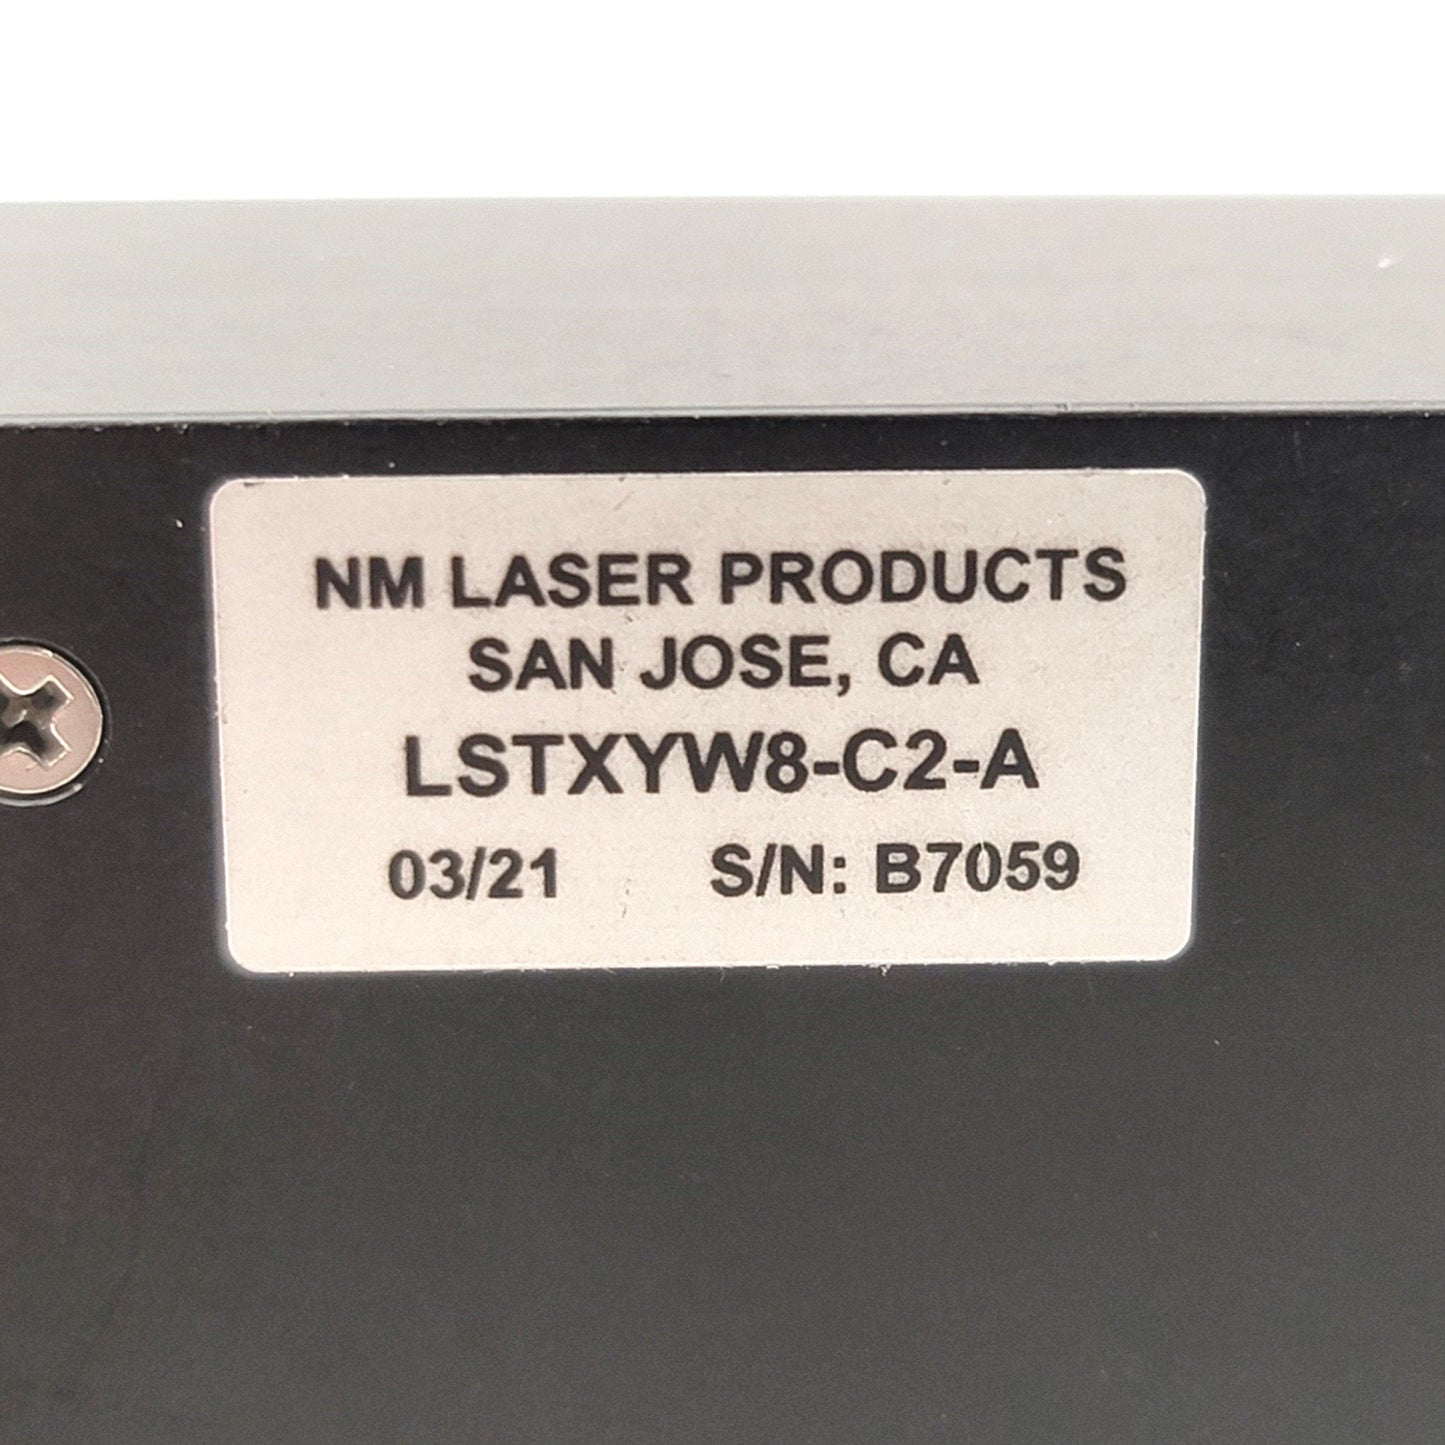 NM LASER PRODUCTS
SAN JOSE, CA
LSTXYW8-C2-A
03/21 S/N: B7059